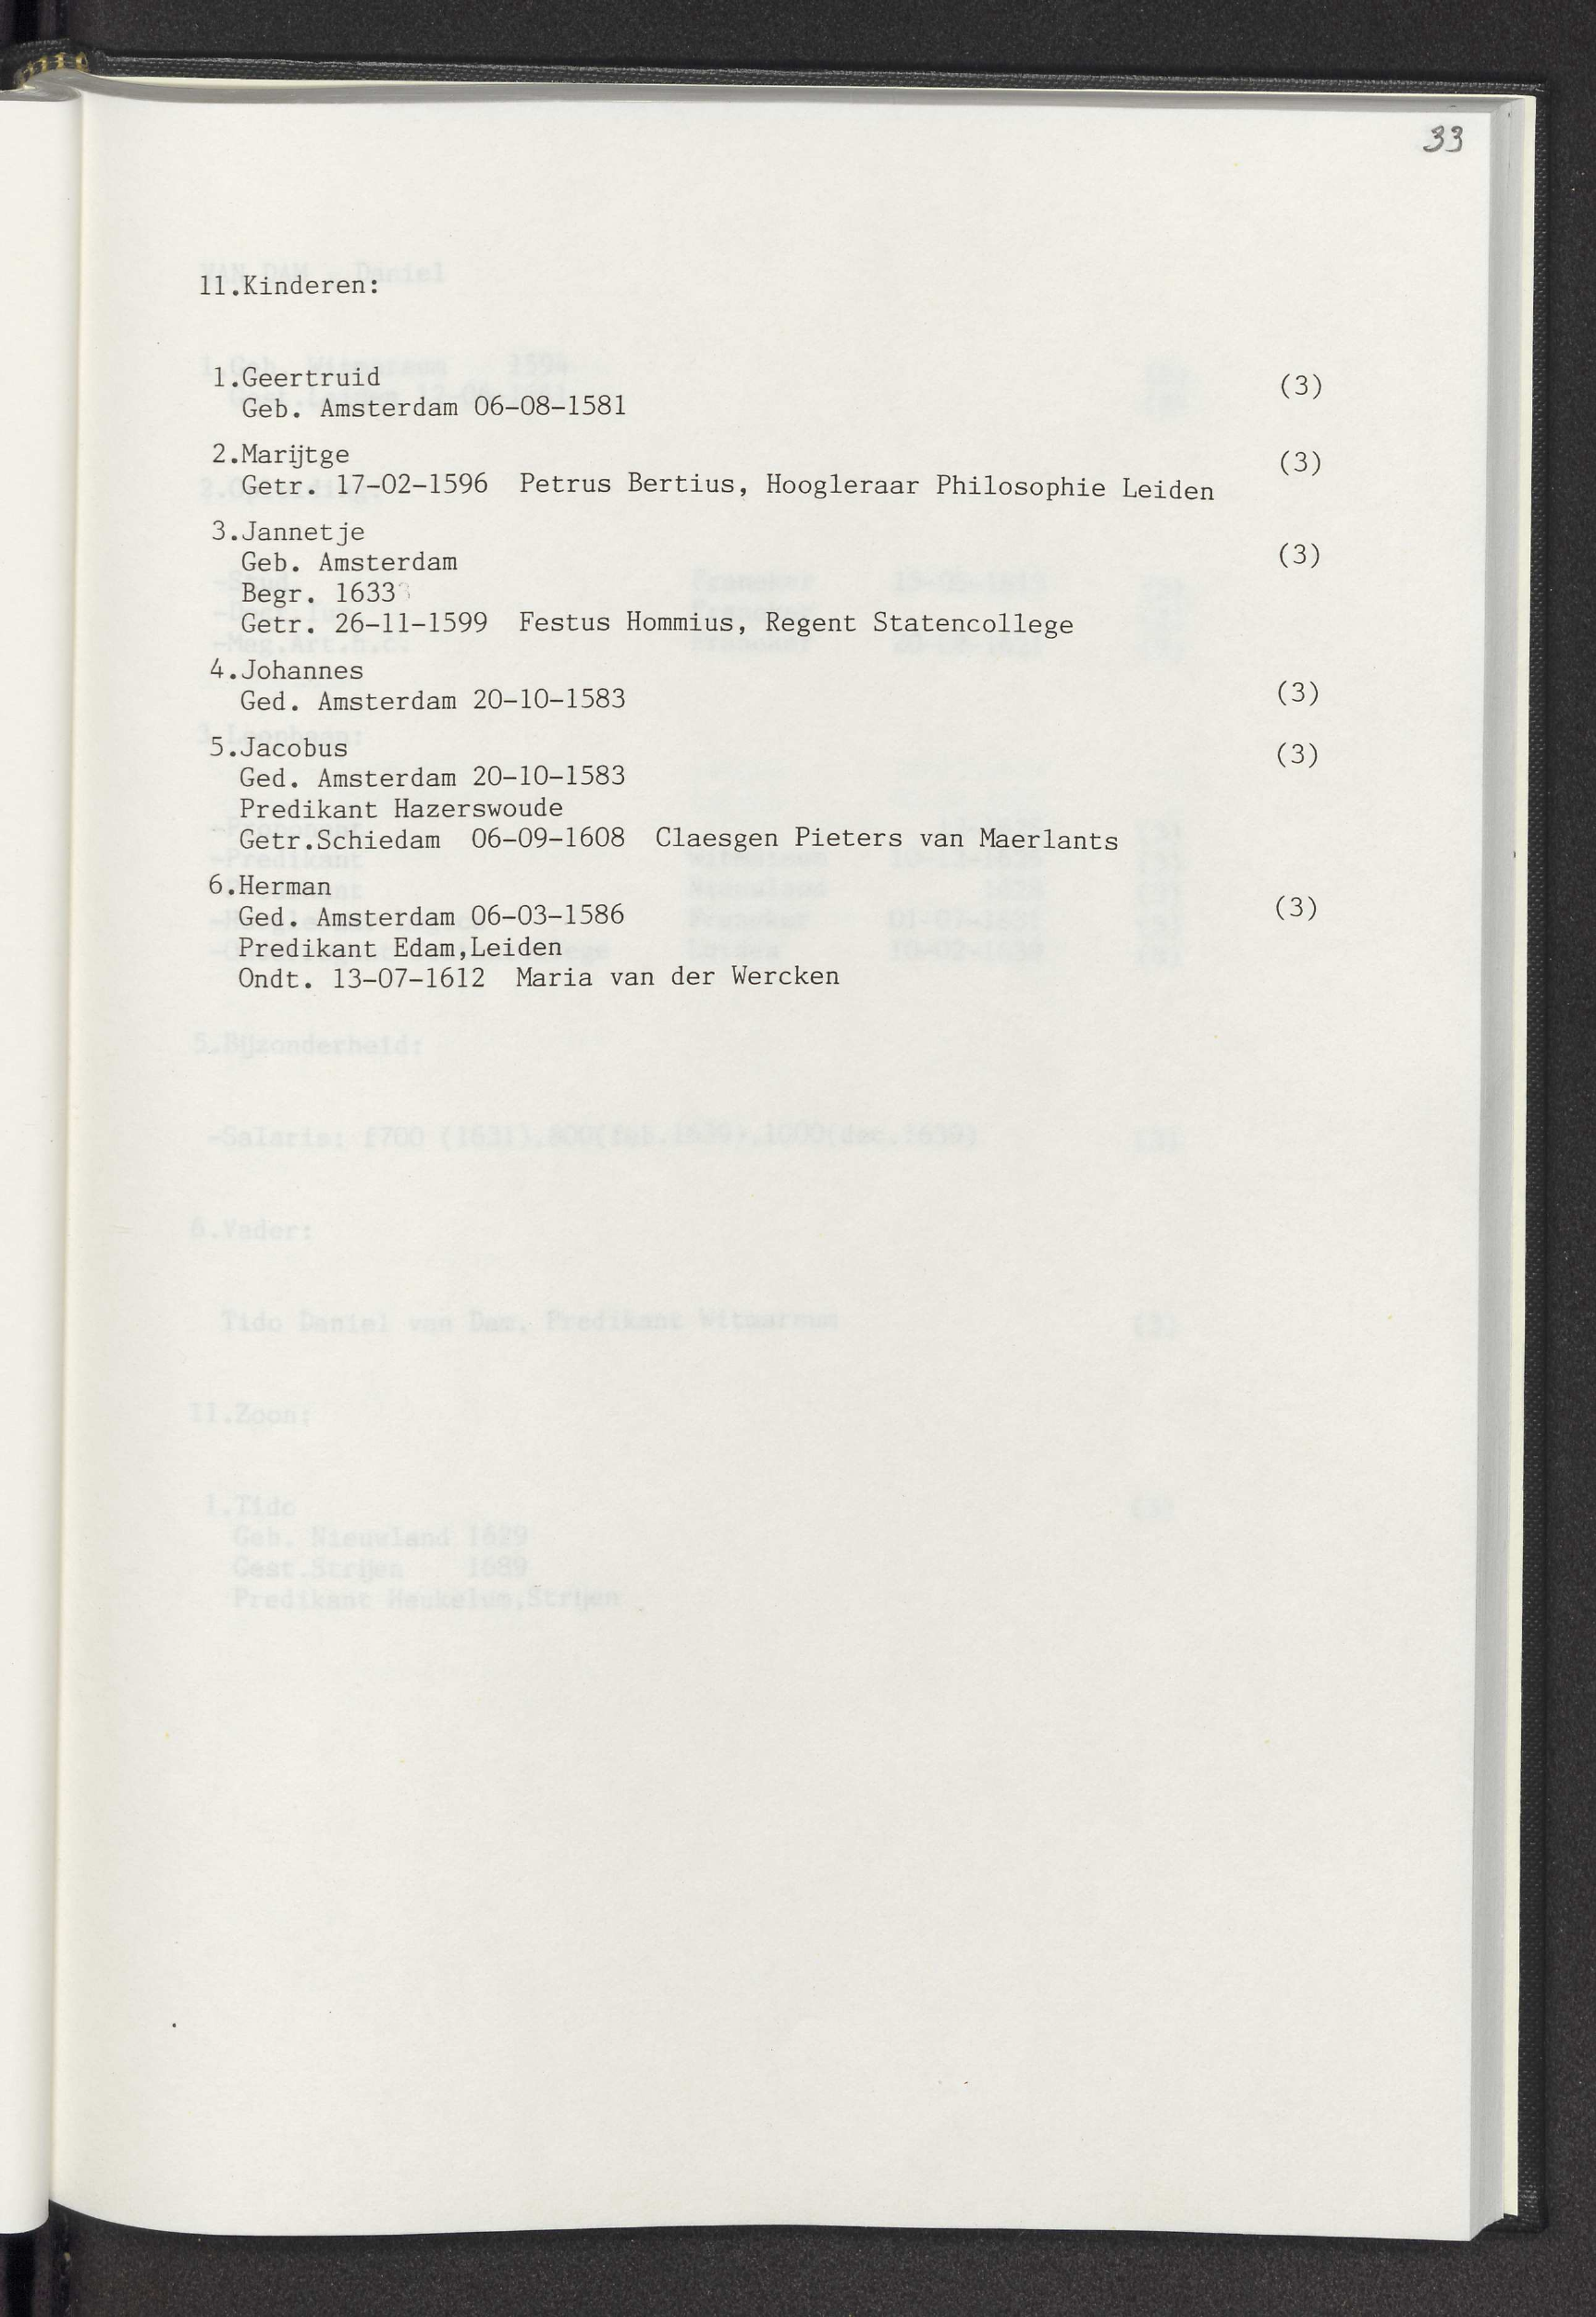 33
11.Kinderen:
1.Geertruid (3)
Geb. Amsterdam 06-08-1581
2.Marijtge (3)
Getr. 17-02-1596 Petrus Bertius, Hoogleraar Philosophie Leiden
3.Jannetje
Geb. Amsterdam (3)
Begr. 1633
Getr. 26-11-1599 Festus Hommius, Regent Statencollege
4.Johannes
Ged. Amsterdam 20-10-1583 (3)
5.Jacobus (3)
Ged. Amsterdam 20-10-1583
Predikant Hazerswoude
Getr.Schiedam 06-09-1608 Claesgen Pieters van Maerlants
6.Herman
Ged. Amsterdam 06-03-1586 (3)
Predikant Edam,Leiden
Ondt. 13-07-1612 Maria van der Wercken